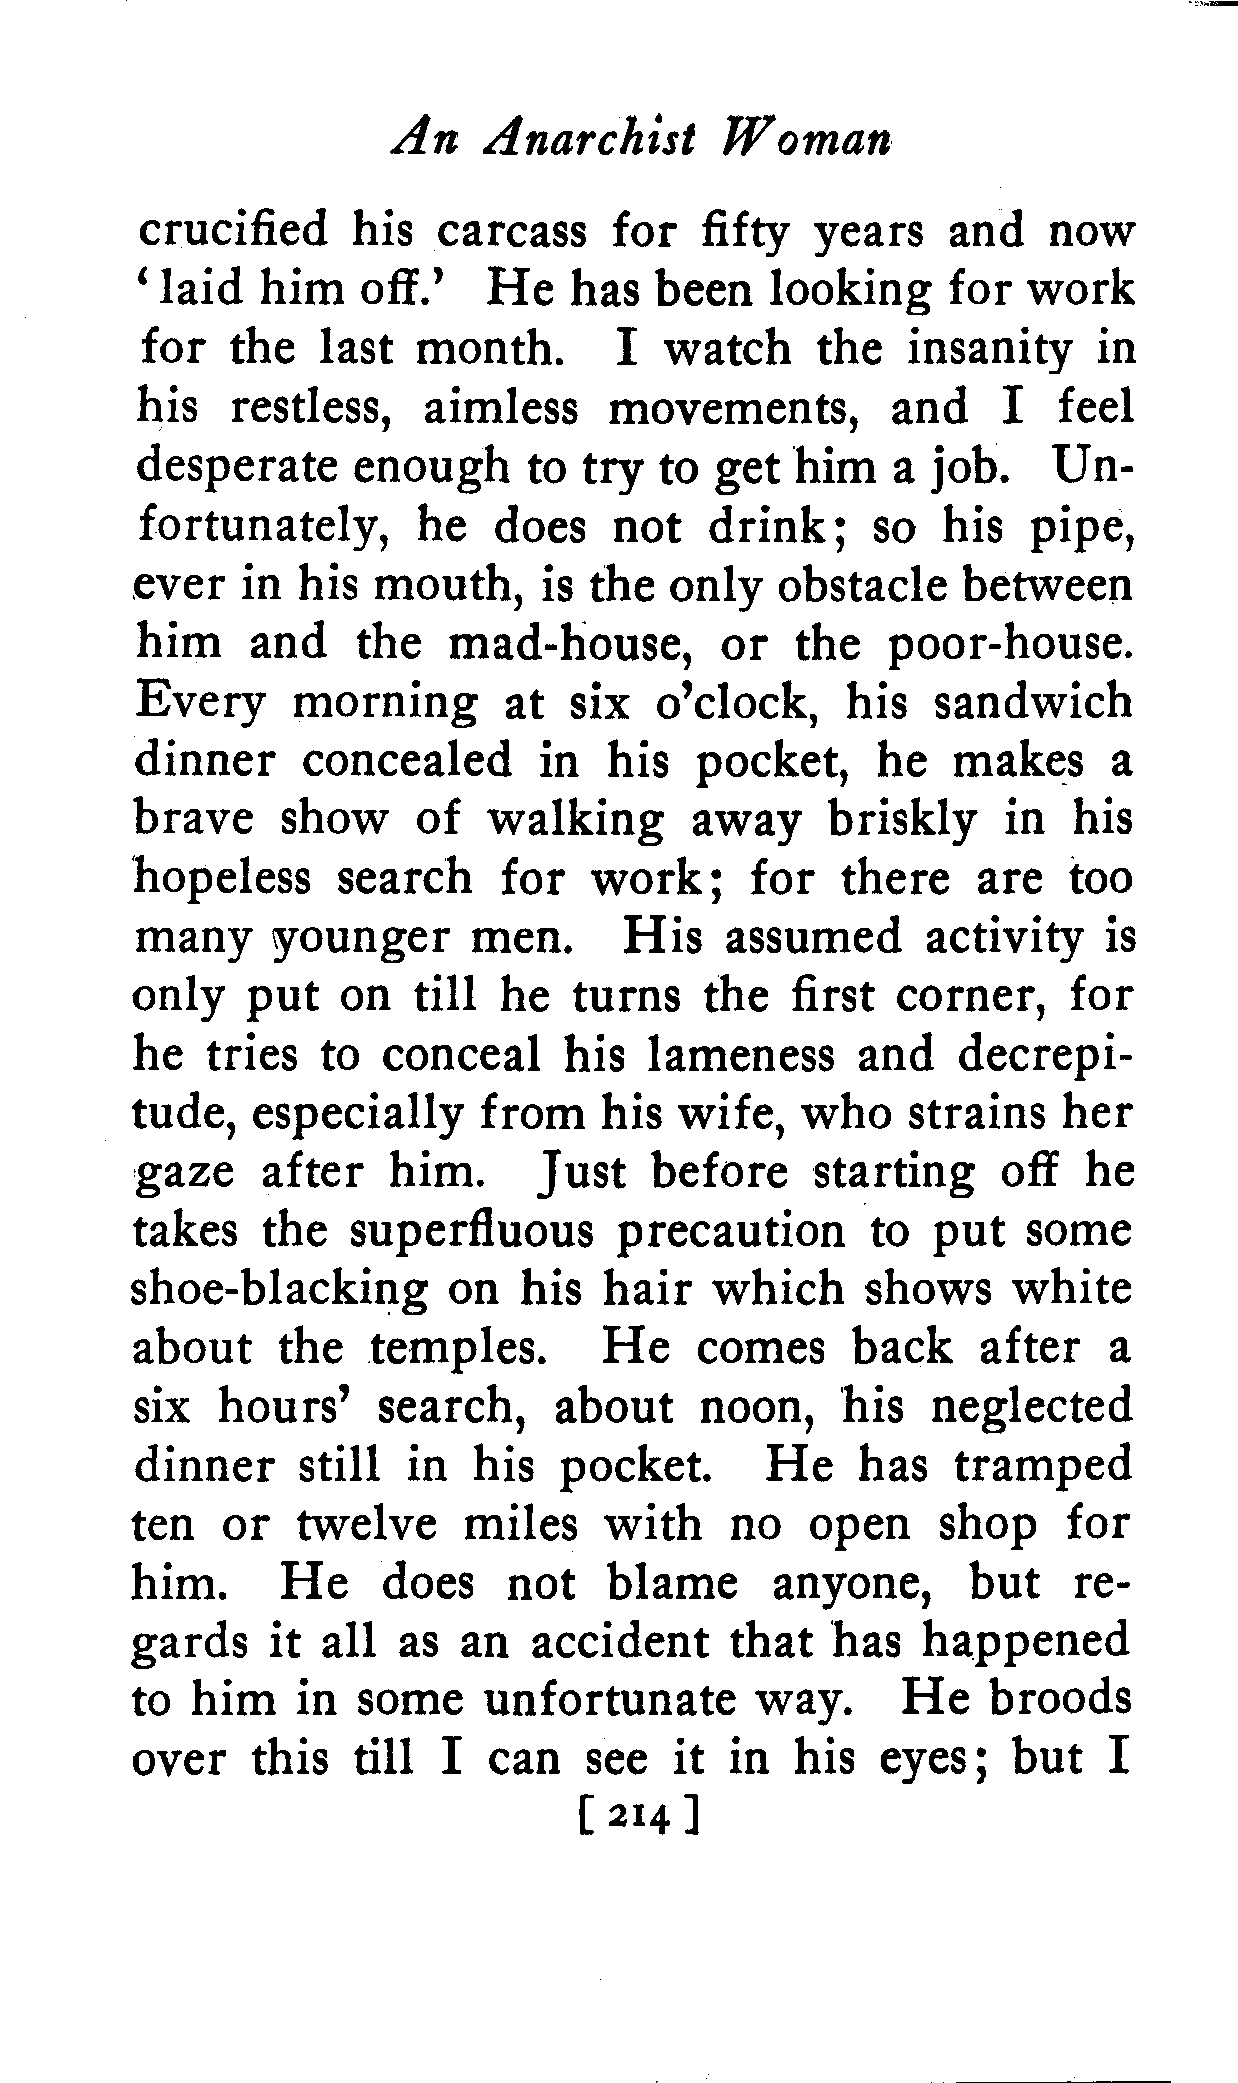 An Anarchist Woman
crucified his carcass for fifty years and now
‘laid him off.’ He has been looking for work
for the last month. I watch the insanity in
his restless, aimless movements, and I feel
desperate enough to try to get him a job. Un-
fortunately, he does not drink; so his pipe,
ever in his mouth, is the only obstacle between
him and the mad-house, or the poor-house.
Every morning at six o’clock, his sandwich
dinner concealed in his pocket, he makes a
brave show of walking away briskly in his
hopeless search for work; for there are too
many younger men. His assumed activity is
only put on till he turns the first corner, for
he tries to conceal his lameness and decrepi-
tude, especially from his wife, who strains her
gaze after him. Just before starting off he
takes the superfluous precaution to put some
shoe-blacking on his hair which shows white
about the temples. He comes back after a
six hours’ search, about noon, his neglected
dinner still in his pocket. He has tramped
ten or twelve miles with no open shop for
him. He does not blame anyone, but re-
gards it all as an accident that has happened
to him in some unfortunate way. He broods
over this till I can see it in his eyes; but I
[ 214 ]